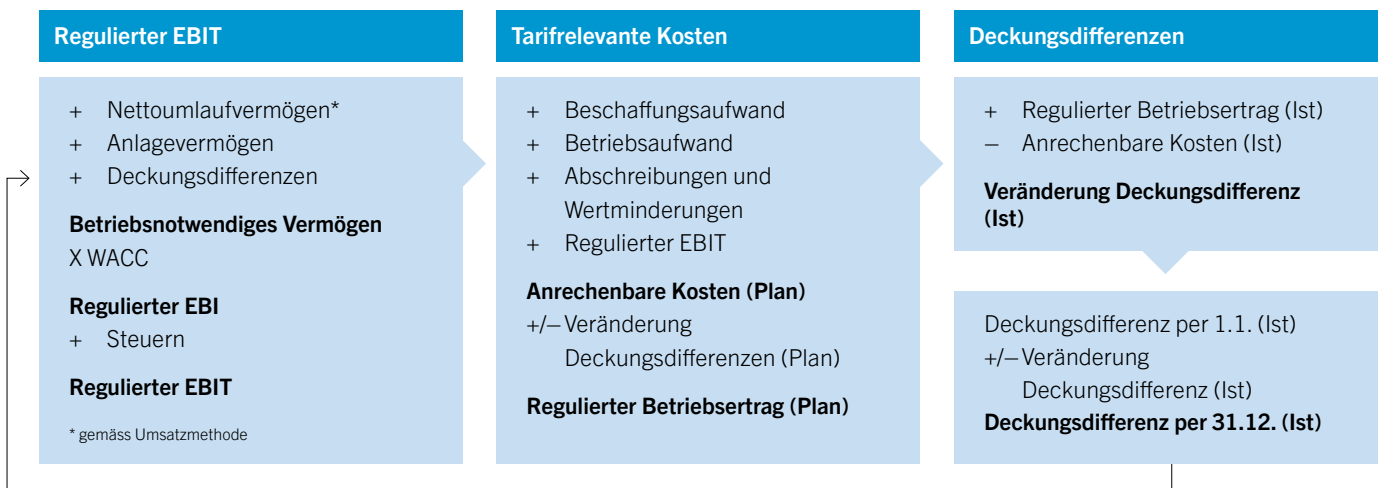 Regulierter EBIT
+ Nettoumlaufvermögen*
+ Anlagevermögen
+ Deckungsdifferenzen
Betriebsnotwendiges Vermögen
X WACC
Regulierter EBI
+ Steuern
Regulierter EBIT
* gemäss Umsatzmethode
Tarifrelevante Kosten
+ Beschaffungsaufwand
+ Betriebsaufwand
+ Abschreibungen und
Wertminderungen
+ Regulierter EBIT
Anrechenbare Kosten (Plan)
+/– Veränderung
Deckungsdifferenzen (Plan)
Regulierter Betriebsertrag (Plan)
Deckungsdifferenzen
+ Regulierter Betriebsertrag (Ist)
– Anrechenbare Kosten (Ist)
Veränderung Deckungsdifferenz
(Ist)
Deckungsdifferenz per 1.1. (Ist)
+/– Veränderung
Deckungsdifferenz (Ist)
Deckungsdifferenz per 31.12. (Ist)